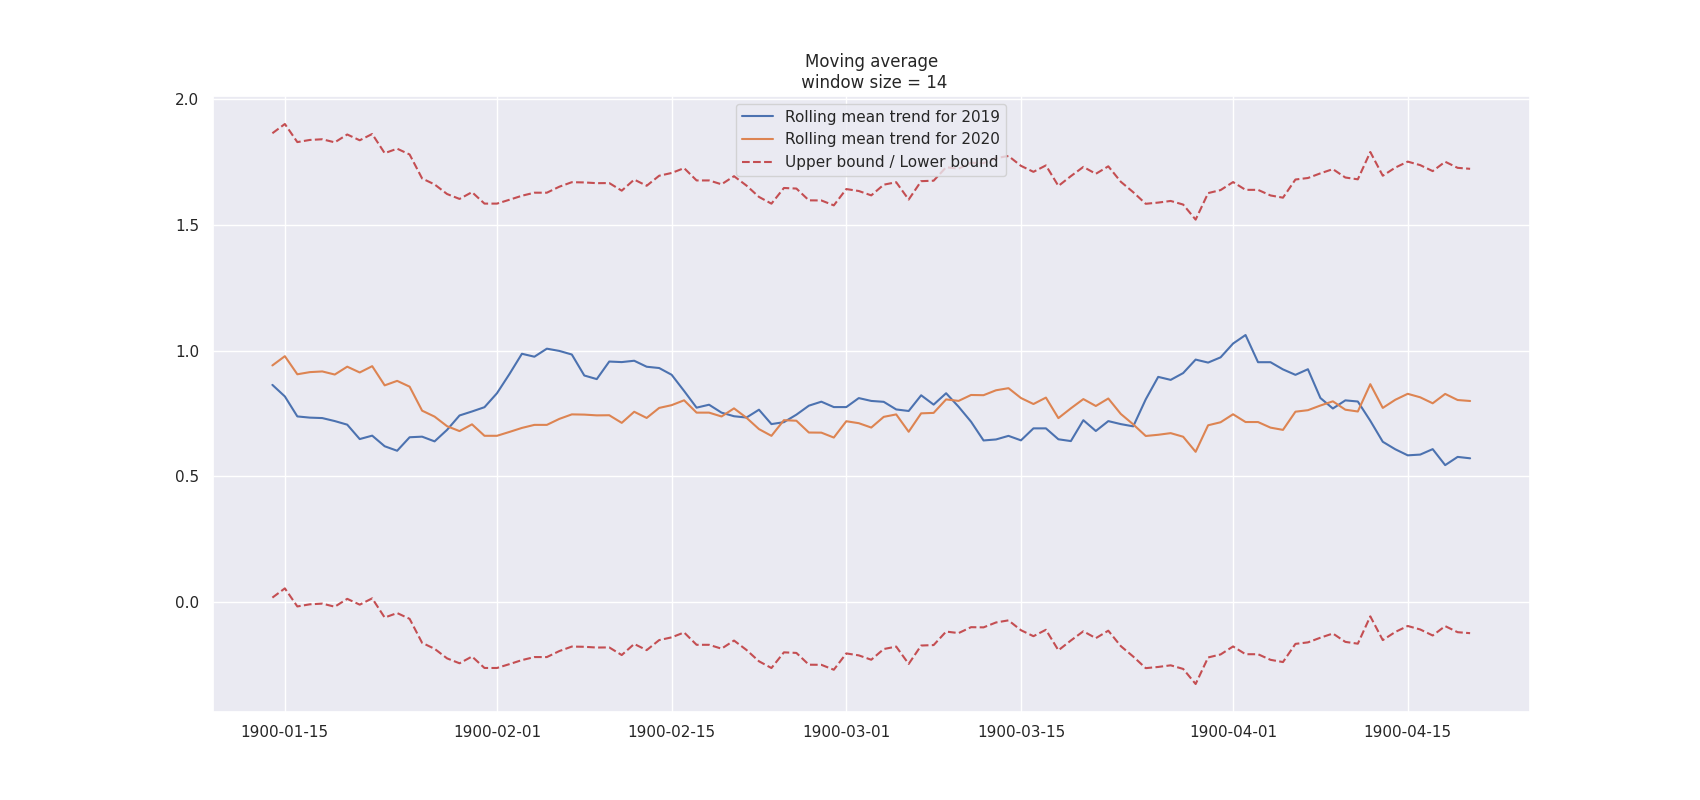 Moving average
window size = 14
Rolling mean trend for 2019
Rolling mean trend for 2020
Upper bound / Lower bound
2.0
1.5
1.0
0.5
0.0
1900-01-15
1900-02-01
1900-02-15
1900-03-01
1900-03-15
1900-04-01
1900-04-15